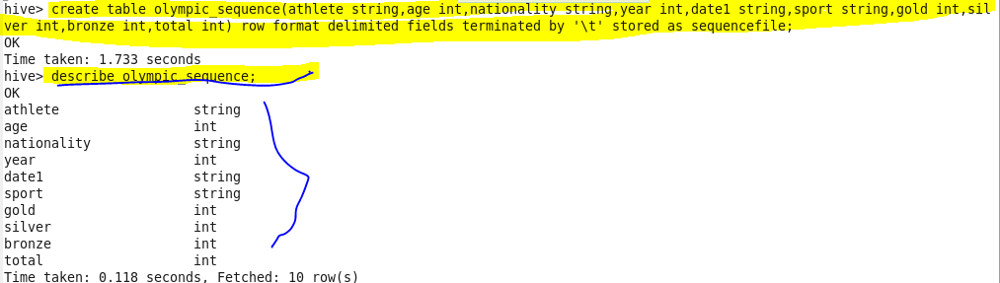 hive> create table olympic_sequence(athlete string,age int,nationality string,year int,date1 string,sport string,gold int,sil
ver int,bronze int,total int) row format delimited fields terminated by '\t' stored as sequencefile;
OK
Time taken: 1.733 seconds
hive> describe olympic_sequence;
OK
athlete string
age int
nationality string
year int
date1 string
sport string
gold int
silver int
bronze int
total int
Time taken: 0.118 seconds, Fetched: 10 row(s)